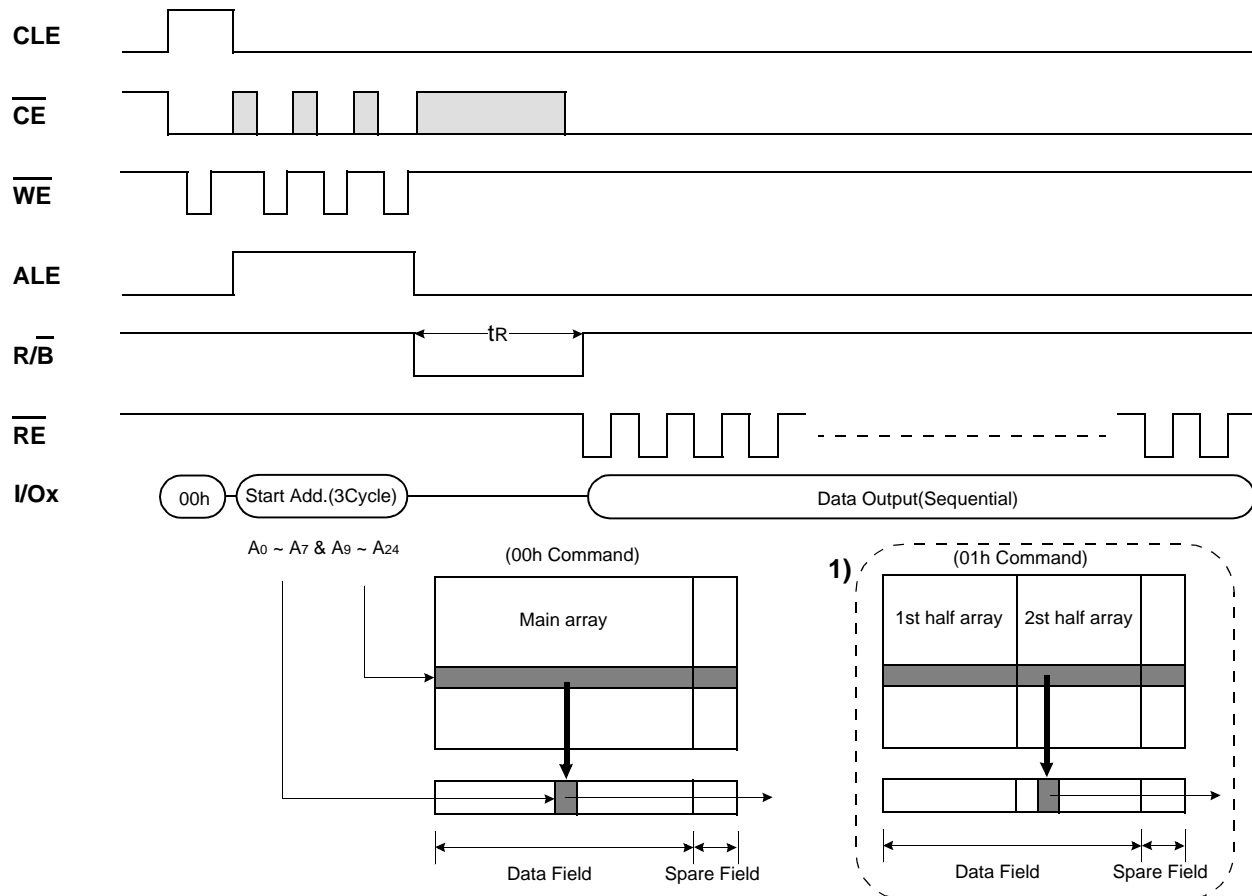 CLE
CE
WE
ALE
tR
R/B
RE
I/Ox
00h
Start Add.(3Cycle)
Data Output(Sequential)
A0 ~ A7 & A9 ~ A24
(00h Command)
Main array
Data Field
Spare Field
1)
(01h Command)
1st half array
2st half array
Data Field
Spare Field